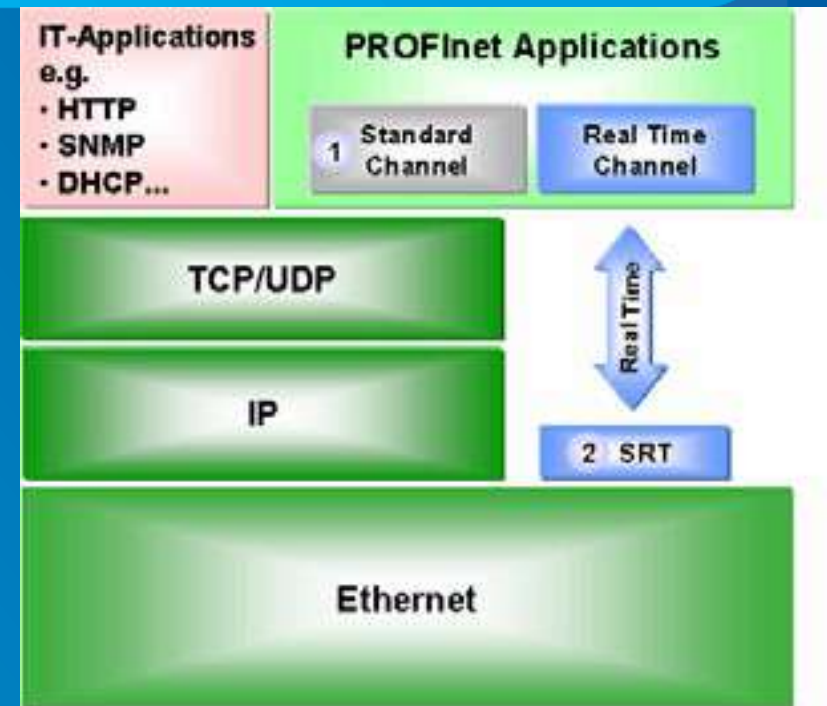 IT-Applications
e.g.
· HTTP
· SNMP
· DHCP...
PROFInet Applications
1 Standard
Channel
Real Time
Channel
TCP/UDP
Real Time
IP
2 SRT
Ethernet